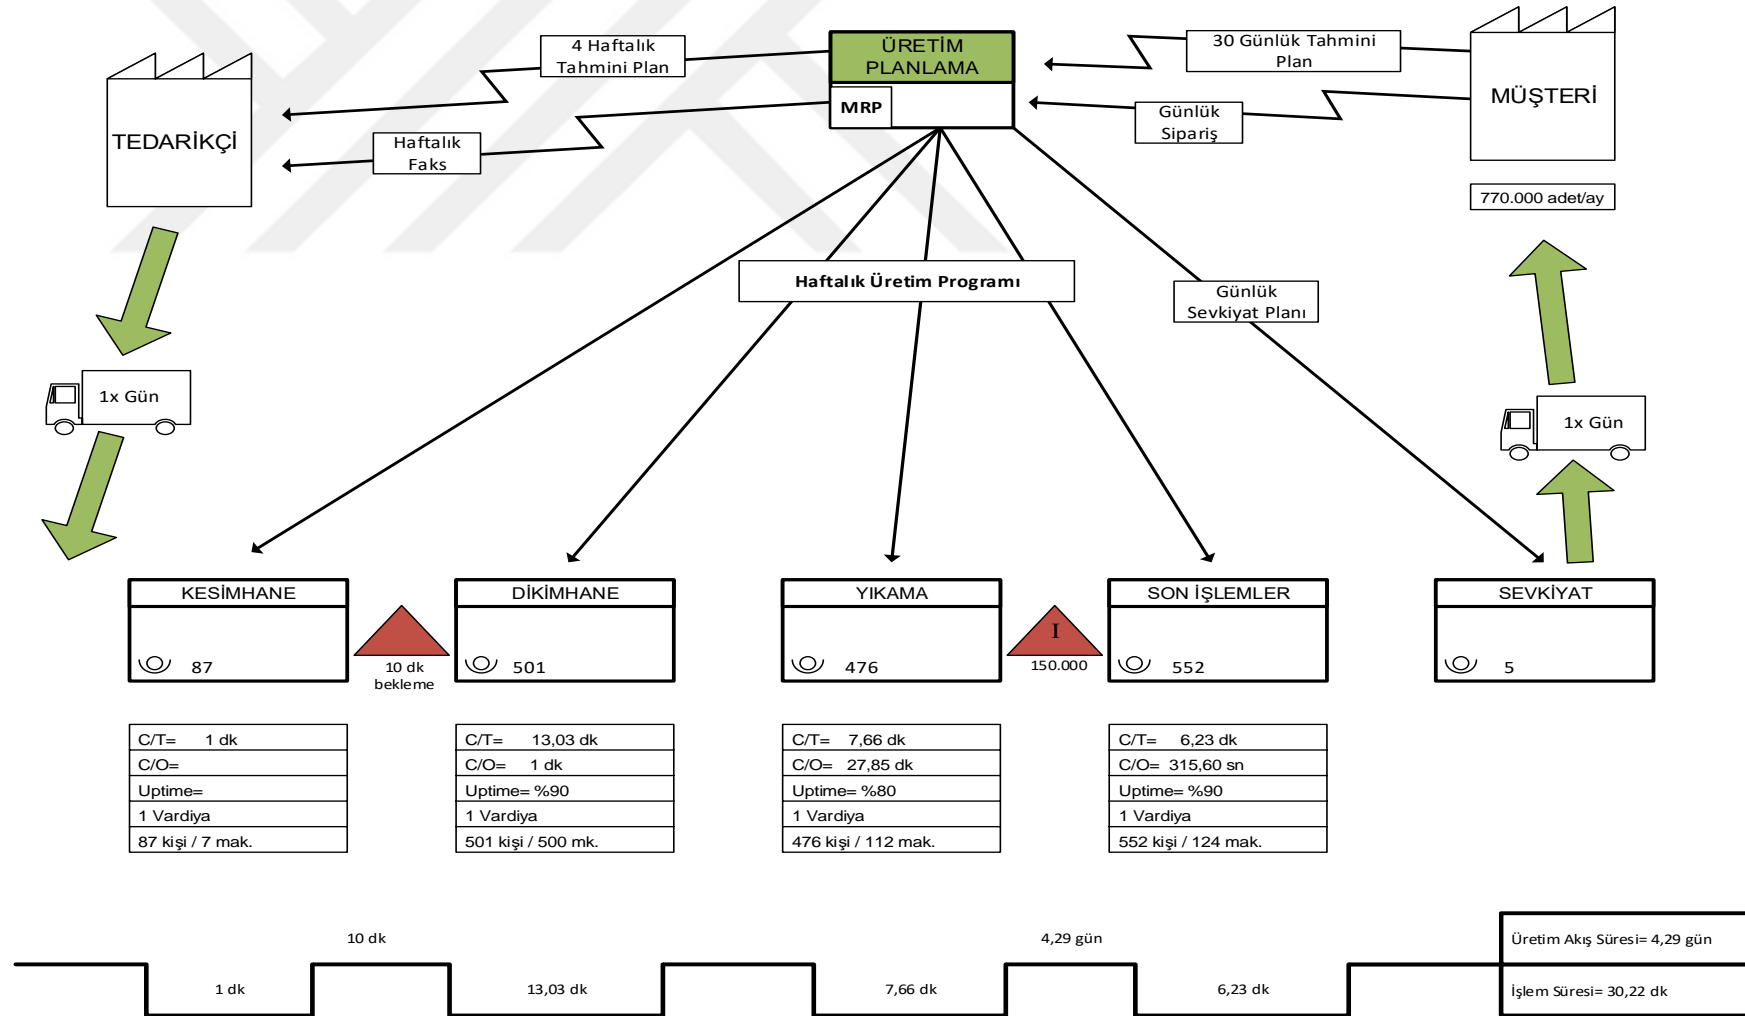 4 Haftalık
Tahmini Plan
ÜRETİM
PLANLAMA
30 Günlük Tahmini
Plan
MRP
MÜŞTERİ
Günlük
Sipariş
TEDARİKÇİ
Haftalık
Faks
770.000 adet/ay
Haftalık Üretim Programı
Günlük
Sevkiyat Planı
1x Gün
1x Gün
KESİMHANE
87
10 dk
bekleme
DİKİMHANE
501
YIKAMA
476
I
150.000
SON İŞLEMLER
552
SEVKİYAT
5
C/T= 1 dk
C/O=
Uptime=
1 Vardiya
87 kişi / 7 mak.
C/T= 13,03 dk
C/O= 1 dk
Uptime= %90
1 Vardiya
501 kişi / 500 mk.
C/T= 7,66 dk
C/O= 27,85 dk
Uptime= %80
1 Vardiya
476 kişi / 112 mak.
C/T= 6,23 dk
C/O= 315,60 sn
Uptime= %90
1 Vardiya
552 kişi / 124 mak.
10 dk
4,29 gün
Üretim Akış Süresi= 4,29 gün
1 dk
13,03 dk
7,66 dk
6,23 dk
İşlem Süresi= 30,22 dk